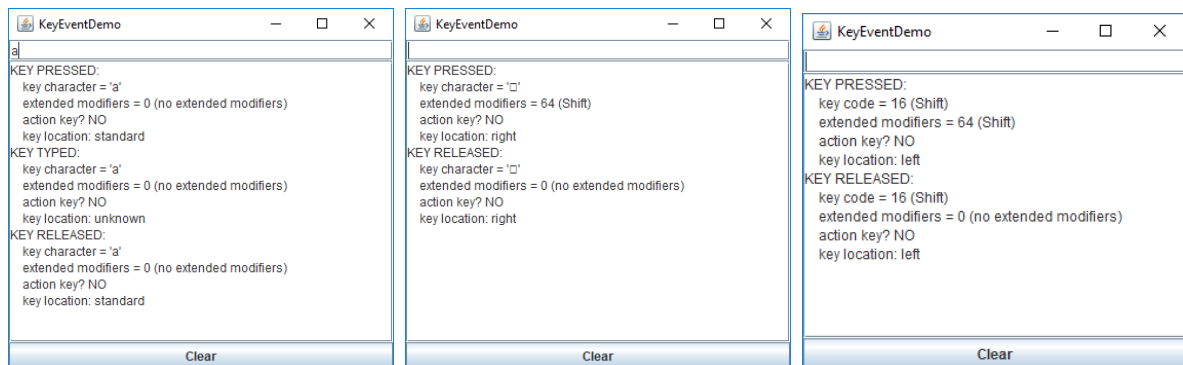 KeyEventDemo
a
KEY PRESSED:
key character = 'a'
extended modifiers = 0 (no extended modifiers)
action key? NO
key location: standard
KEY TYPED:
key character = 'a'
extended modifiers = 0 (no extended modifiers)
action key? NO
key location: unknown
KEY RELEASED:
key character = 'a'
extended modifiers = 0 (no extended modifiers)
action key? NO
key location: standard
Clear
KeyEventDemo
KEY PRESSED:
key character = '□'
extended modifiers = 64 (Shift)
action key? NO
key location: right
KEY RELEASED:
key character = '□'
extended modifiers = 0 (no extended modifiers)
action key? NO
key location: right
Clear
KeyEventDemo
KEY PRESSED:
key code = 16 (Shift)
extended modifiers = 64 (Shift)
action key? NO
key location: left
KEY RELEASED:
key code = 16 (Shift)
extended modifiers = 0 (no extended modifiers)
action key? NO
key location: left
Clear